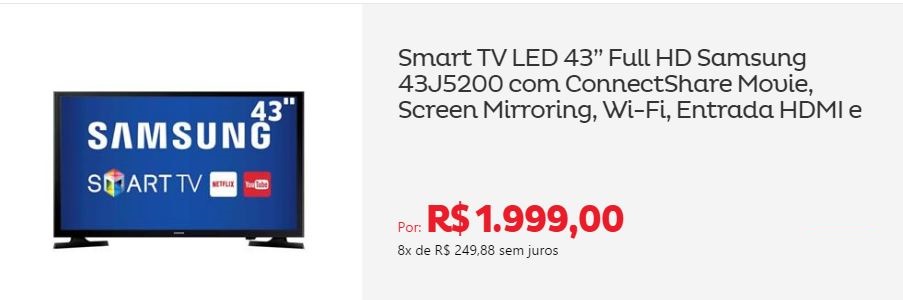 43"
SAMSUNG
SMART TV NETFLIX YouTube
Smart TV LED 43” Full HD Samsung
43J5200 com ConnectShare Movie,
Screen Mirroring, Wi-Fi, Entrada HDMI e
Por: R$ 1.999,00
8x de R$ 249,88 sem juros